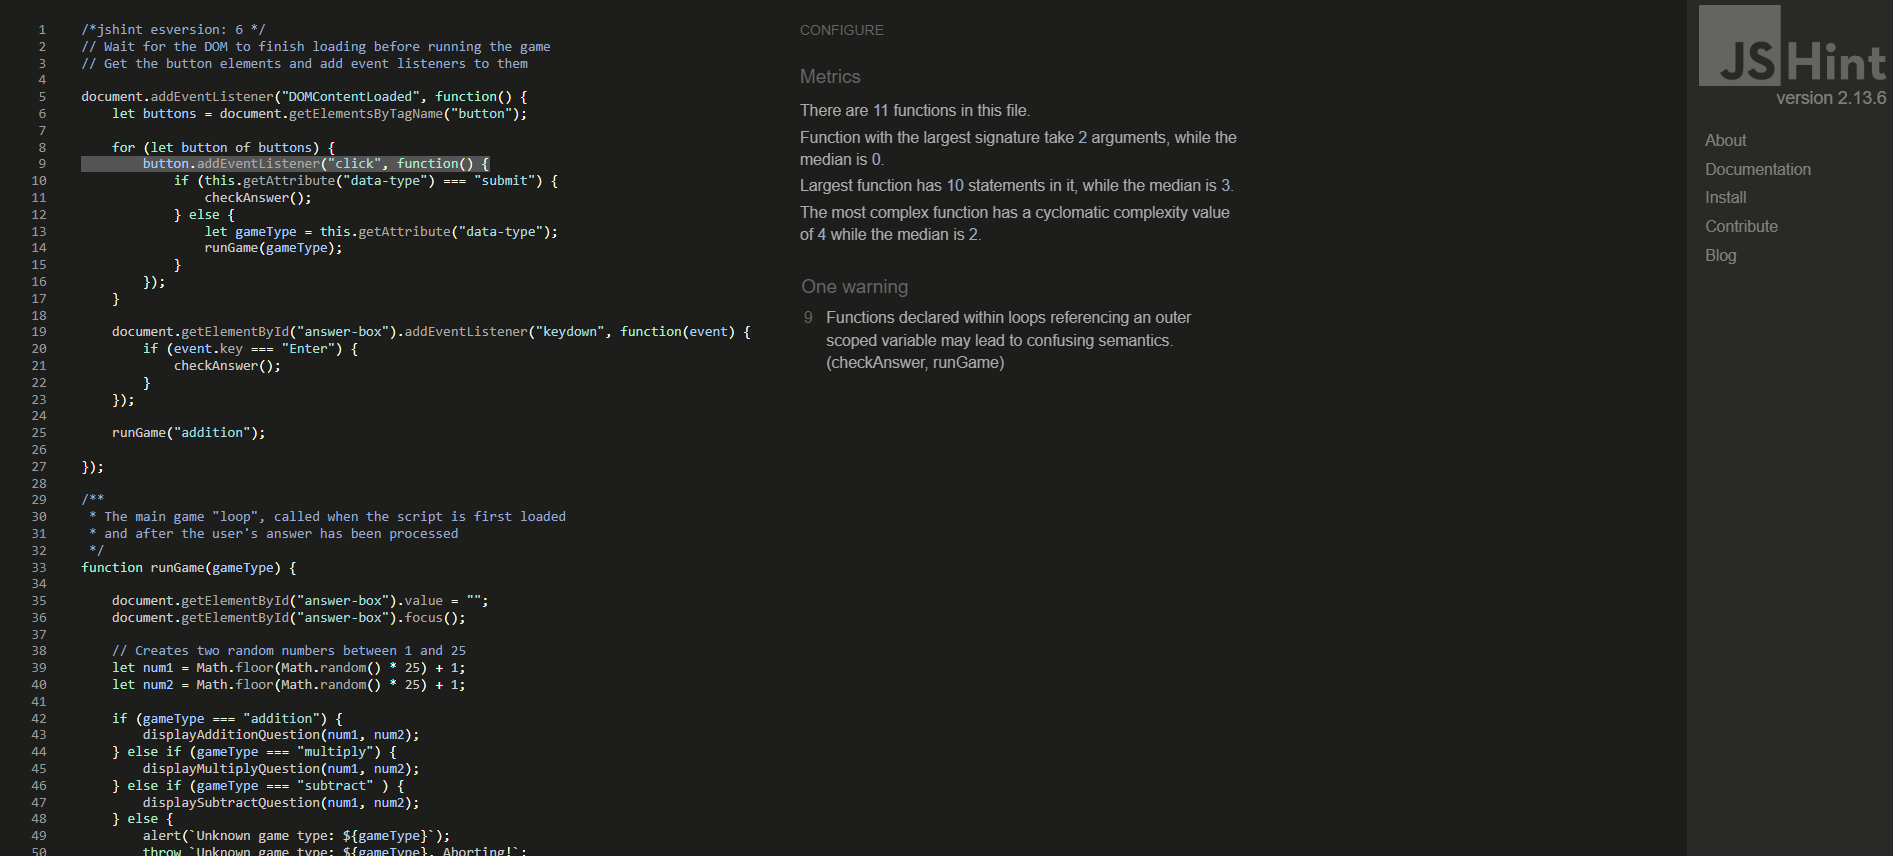 1 /*jshint esversion: 6 */
2 // Wait for the DOM to finish loading before running the game
3 // Get the button elements and add event listeners to them
4
5 document.addEventListener("DOMContentLoaded", function() {
6 let buttons = document.getElementsByTagName("button");
7
8 for (let button of buttons) {
9 button.addEventListener("click", function() {
10 if (this.getAttribute("data-type") === "submit") {
11 checkAnswer();
12 } else {
13 let gameType = this.getAttribute("data-type");
14 runGame(gameType);
15 }
16 });
17 }
18
19 document.getElementById("answer-box").addEventListener("keydown", function(event) {
20 if (event.key === "Enter") {
21 checkAnswer();
22 }
23 });
24
25 runGame("addition");
26
27 });
28
29 /**
30 * The main game "loop", called when the script is first loaded
31 * and after the user's answer has been processed
32 */
33 function runGame(gameType) {
34
35 document.getElementById("answer-box").value = "";
36 document.getElementById("answer-box").focus();
37
38 // Creates two random numbers between 1 and 25
39 let num1 = Math.floor(Math.random() * 25) + 1;
40 let num2 = Math.floor(Math.random() * 25) + 1;
41
42 if (gameType === "addition") {
43 displayAdditionQuestion(num1, num2);
44 } else if (gameType === "multiply") {
45 displayMultiplyQuestion(num1, num2);
46 } else if (gameType === "subtract" ) {
47 displaySubtractQuestion(num1, num2);
48 } else {
49 alert(`Unknown game type: ${gameType}`);
50 throw `Unknown game type: ${gameType}. Aborting!`;
CONFIGURE
Metrics
There are 11 functions in this file.
Function with the largest signature take 2 arguments, while the
median is 0.
Largest function has 10 statements in it, while the median is 3.
The most complex function has a cyclomatic complexity value
of 4 while the median is 2.
One warning
9 Functions declared within loops referencing an outer
scoped variable may lead to confusing semantics.
(checkAnswer, runGame)
JSHint
version 2.13.6
About
Documentation
Install
Contribute
Blog